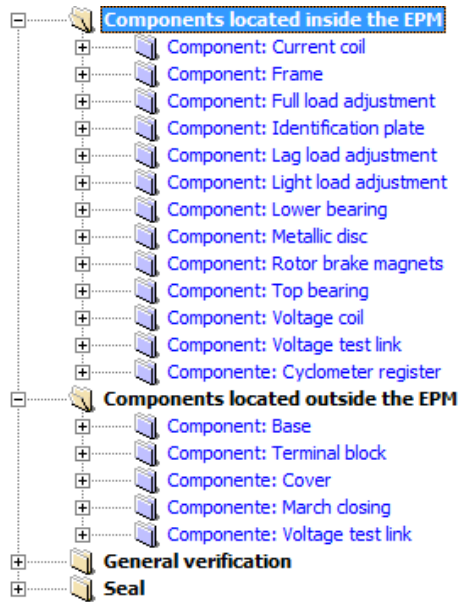 Components located inside the EPM
Component: Current coil
Component: Frame
Component: Full load adjustment
Component: Identification plate
Component: Lag load adjustment
Component: Light load adjustment
Component: Lower bearing
Component: Metallic disc
Component: Rotor brake magnets
Component: Top bearing
Component: Voltage coil
Component: Voltage test link
Componente: Cyclometer register
Components located outside the EPM
Component: Base
Component: Terminal block
Componente: Cover
Componente: March closing
Componente: Voltage test link
General verification
Seal